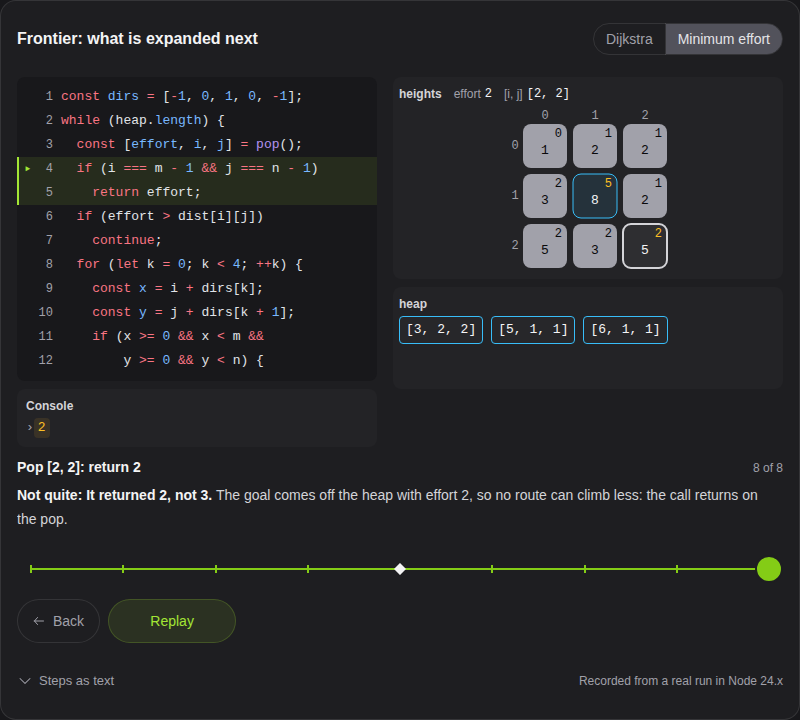 Frontier: what is expanded next
Dijkstra
Minimum effort
1 const dirs = [-1, 0, 1, 0, -1];
2 while (heap.length) {
3 const [effort, i, j] = pop();
▸ 4 if (i === m - 1 && j === n - 1)
5 return effort;
6 if (effort > dist[i][j])
7 continue;
8 for (let k = 0; k < 4; ++k) {
9 const x = i + dirs[k];
10 const y = j + dirs[k + 1];
11 if (x >= 0 && x < m &&
12 y >= 0 && y < n) {
Console
› 2
heights effort 2 [i, j] [2, 2]
0 1 2
0 1 1
0 1 2 2
2 5 1
1 3 8 2
2 2 2
2 5 3 5
heap
[3, 2, 2] [5, 1, 1] [6, 1, 1]
Pop [2, 2]: return 2
8 of 8
Not quite: It returned 2, not 3. The goal comes off the heap with effort 2, so no route can climb less: the call returns on
the pop.
← Back
Replay
Steps as text
Recorded from a real run in Node 24.x